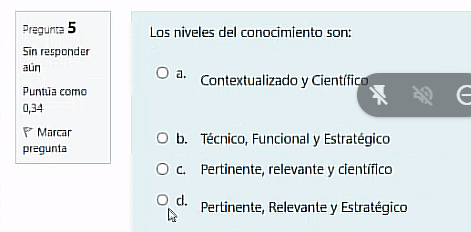 Pregunta 5
Sin responder
aún
Puntúa como
0,34
Marcar
pregunta
Los niveles del conocimiento son:
a. Contextualizado y Científico
b. Técnico, Funcional y Estratégico
c. Pertinente, relevante y científico
d. Pertinente, Relevante y Estratégico